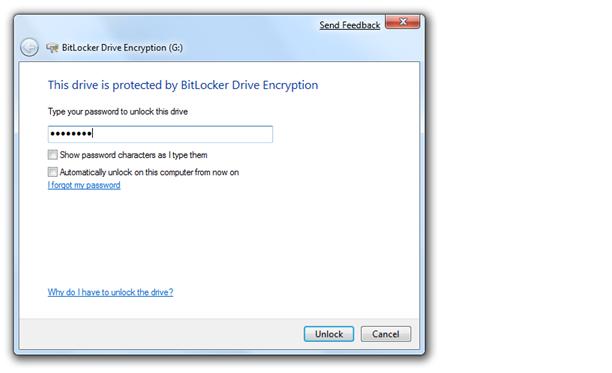 Send Feedback
BitLocker Drive Encryption (G:)
This drive is protected by BitLocker Drive Encryption
Type your password to unlock this drive
••••••••
Show password characters as I type them
Automatically unlock on this computer from now on
I forgot my password
Why do I have to unlock the drive?
Unlock Cancel